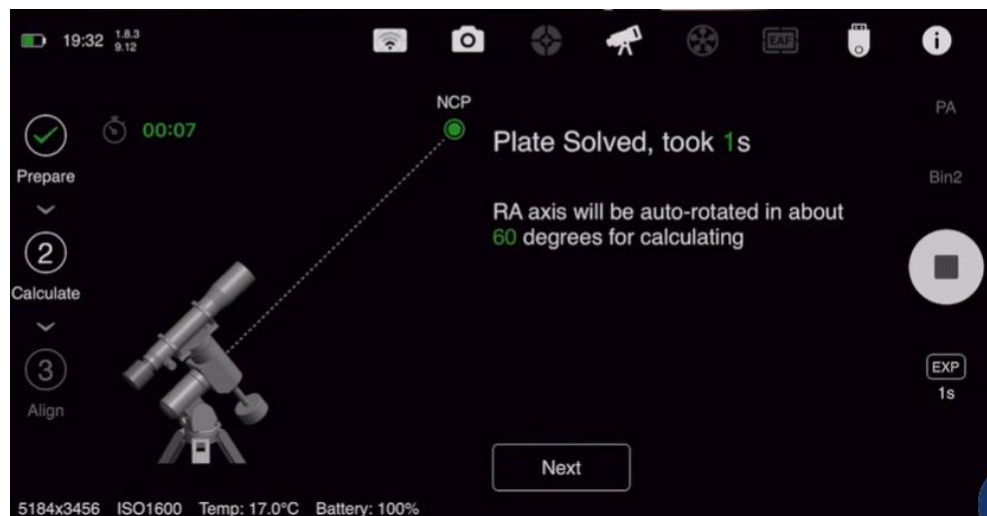 19:32 1.8.3
9.12
EAF
i
NCP
PA
00:07
Plate Solved, took 1s
Prepare
Bin2
RA axis will be auto-rotated in about
60 degrees for calculating
2
Calculate
3
EXP
1s
Align
Next
5184x3456 ISO1600 Temp: 17.0°C Battery: 100%